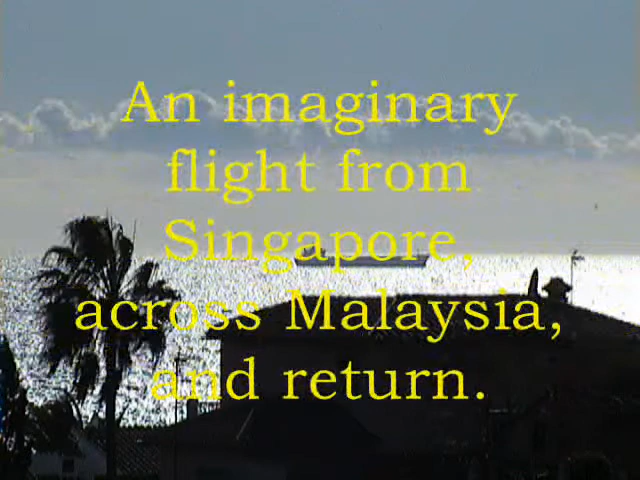 An imaginary
flight from
Singapore,
across Malaysia,
and return.